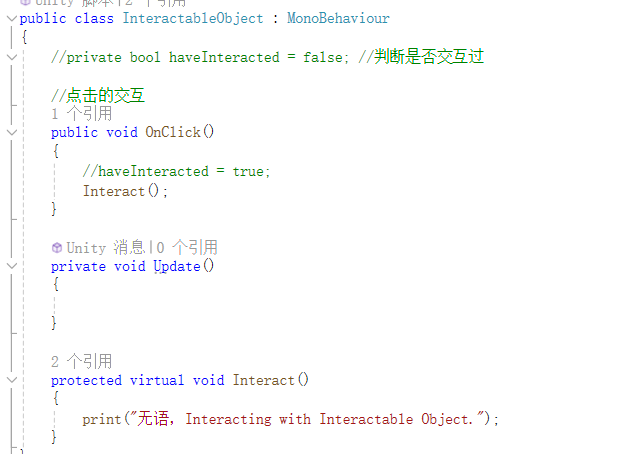 Unity 脚本|2 个引用
public class InteractableObject : MonoBehaviour
{
//private bool haveInteracted = false; //判断是否交互过
//点击的交互
1 个引用
public void OnClick()
{
//haveInteracted = true;
Interact();
}
Unity 消息|0 个引用
private void Update()
{
}
2 个引用
protected virtual void Interact()
{
print("无语, Interacting with Interactable Object.");
}